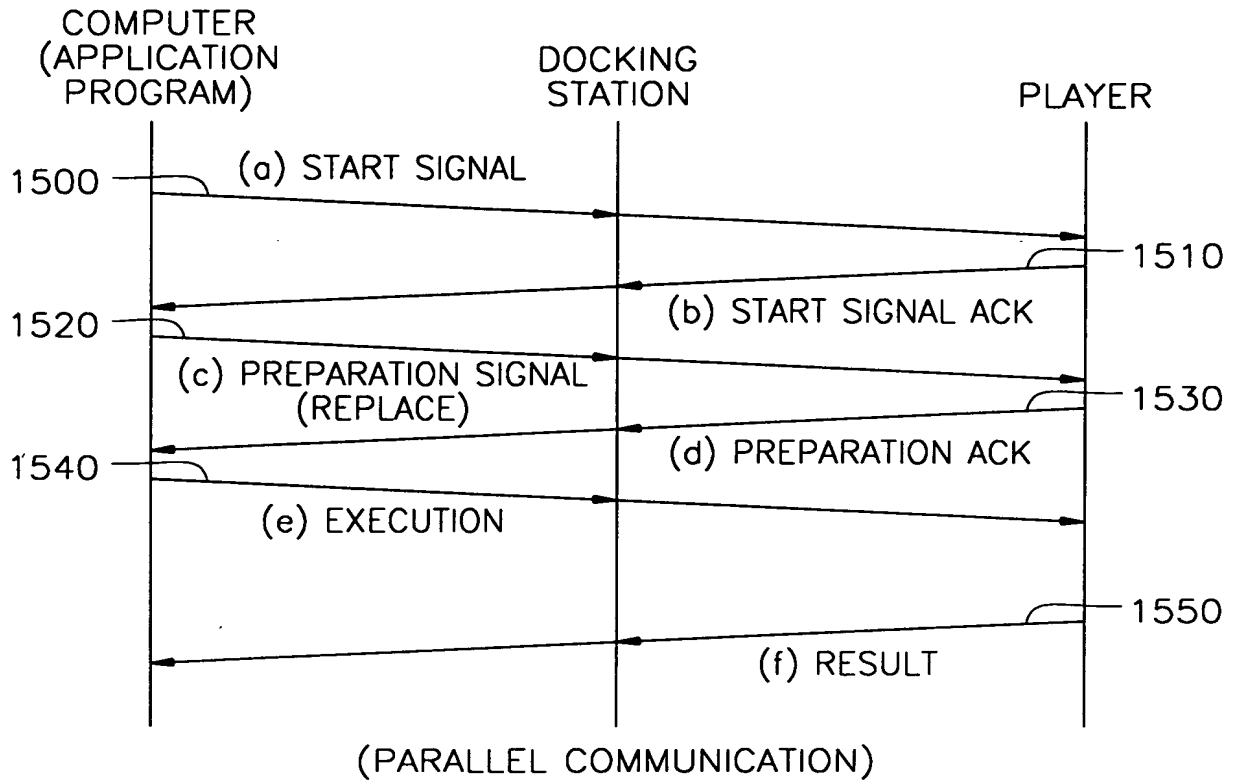 COMPUTER
(APPLICATION
PROGRAM)
DOCKING
STATION
PLAYER
(a) START SIGNAL
1500
1510
(b) START SIGNAL ACK
1520
(c) PREPARATION SIGNAL
(REPLACE)
1530
(d) PREPARATION ACK
1540
(e) EXECUTION
1550
(f) RESULT
(PARALLEL COMMUNICATION)